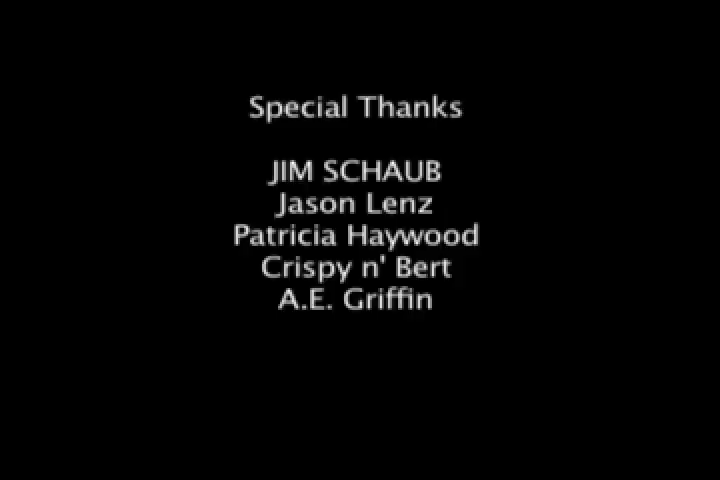 Special Thanks
JIM SCHAUB
Jason Lenz
Patricia Haywood
Crispy n' Bert
A.E. Griffin